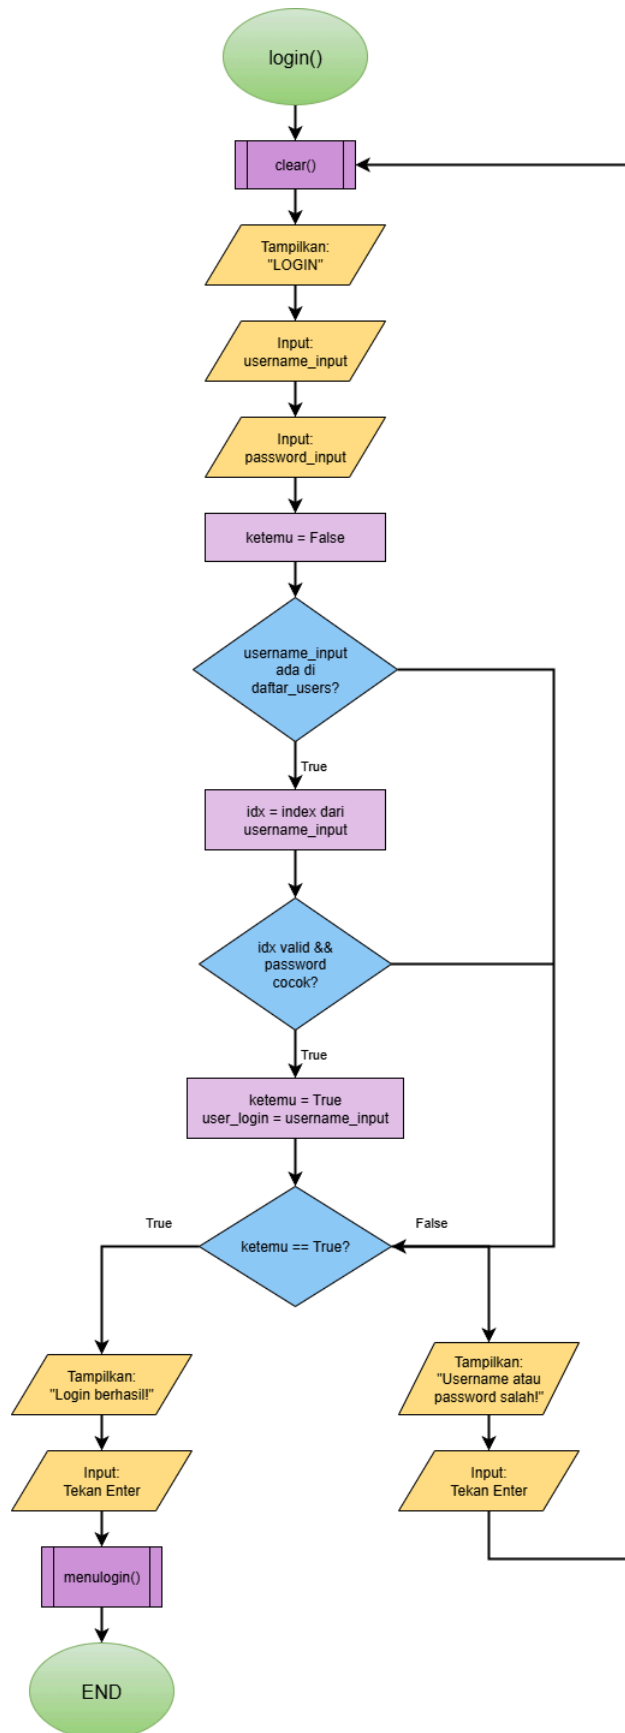 login()
clear()
Tampilkan:
"LOGIN"
Input:
username_input
Input:
password_input
ketemu = False
username_input
ada di
daftar_users?
True
idx = index dari
username_input
idx valid &&
password
cocok?
True
ketemu = True
user_login = username_input
True
False
ketemu == True?
Tampilkan:
"Login berhasil!"
Tampilkan:
"Username atau
password salah!"
Input:
Tekan Enter
Input:
Tekan Enter
menulogin()
END